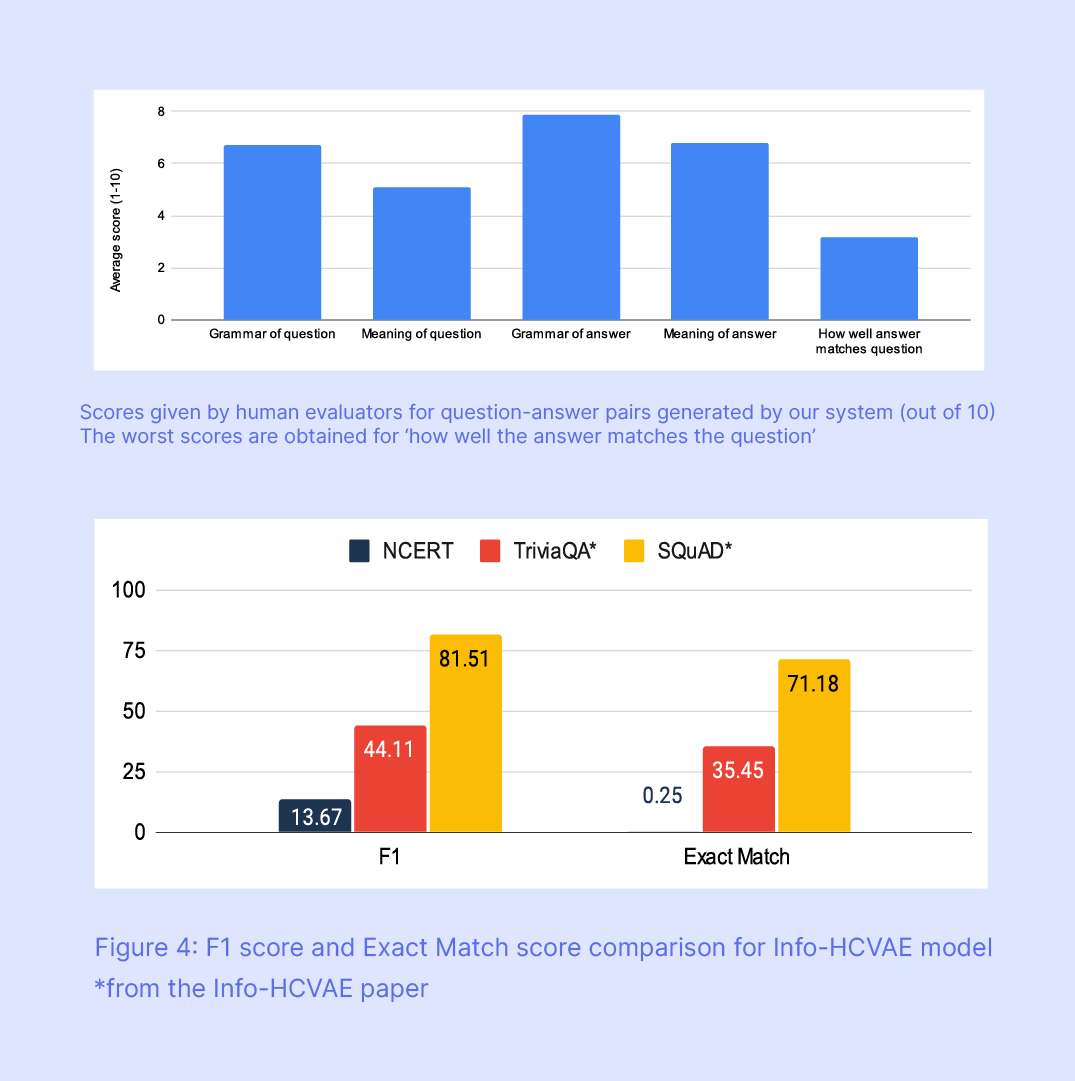 8
6
4
2
0
Average score (1-10)
Grammar of question
Meaning of question
Grammar of answer
Meaning of answer
How well answer
matches question
Scores given by human evaluators for question-answer pairs generated by our system (out of 10)
The worst scores are obtained for ‘how well the answer matches the question’
NCERT
TriviaQA*
SQuAD*
100
75
50
25
0
13.67
44.11
81.51
0.25
35.45
71.18
F1
Exact Match
Figure 4: F1 score and Exact Match score comparison for Info-HCVAE model
*from the Info-HCVAE paper